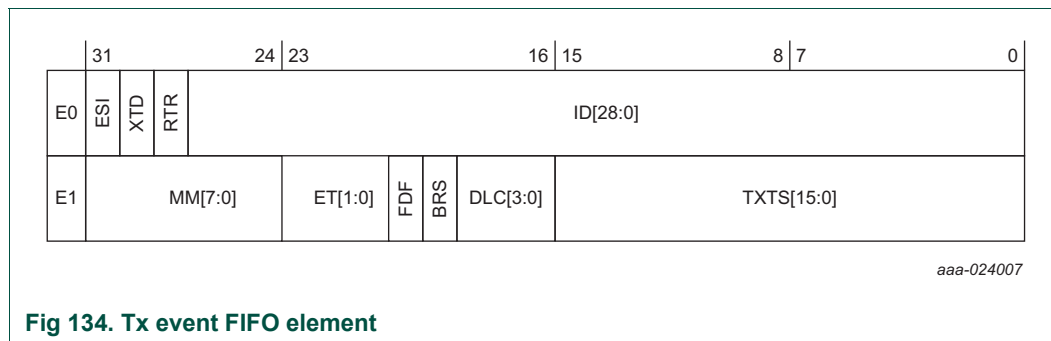 31 24 23 16 15 8 7 0
E0 ESI XTD RTR ID[28:0]
E1 MM[7:0] ET[1:0] FDF BRS DLC[3:0] TXTS[15:0]
aaa-024007
Fig 134. Tx event FIFO element